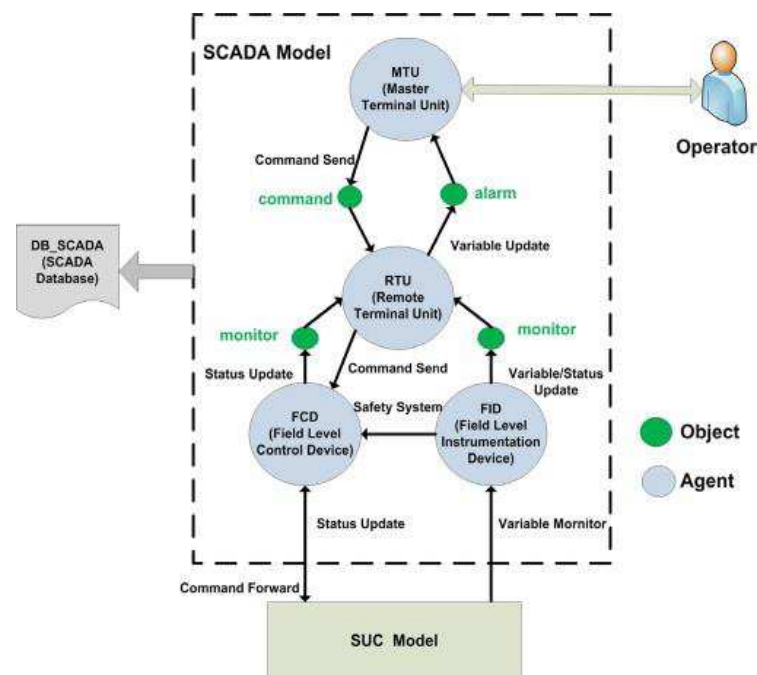 SCADA Model
MTU
(Master
Terminal Unit)
Operator
Command Send
command
alarm
Variable Update
DB_SCADA
(SCADA
Database)
RTU
(Remote
Terminal Unit)
monitor
monitor
Status Update
Command Send
Variable/Status
Update
Safety System
FCD
(Field Level
Control Device)
FID
(Field Level
Instrumentation
Device)
Object
Agent
Status Update
Variable Mornitor
Command Forward
SUC Model